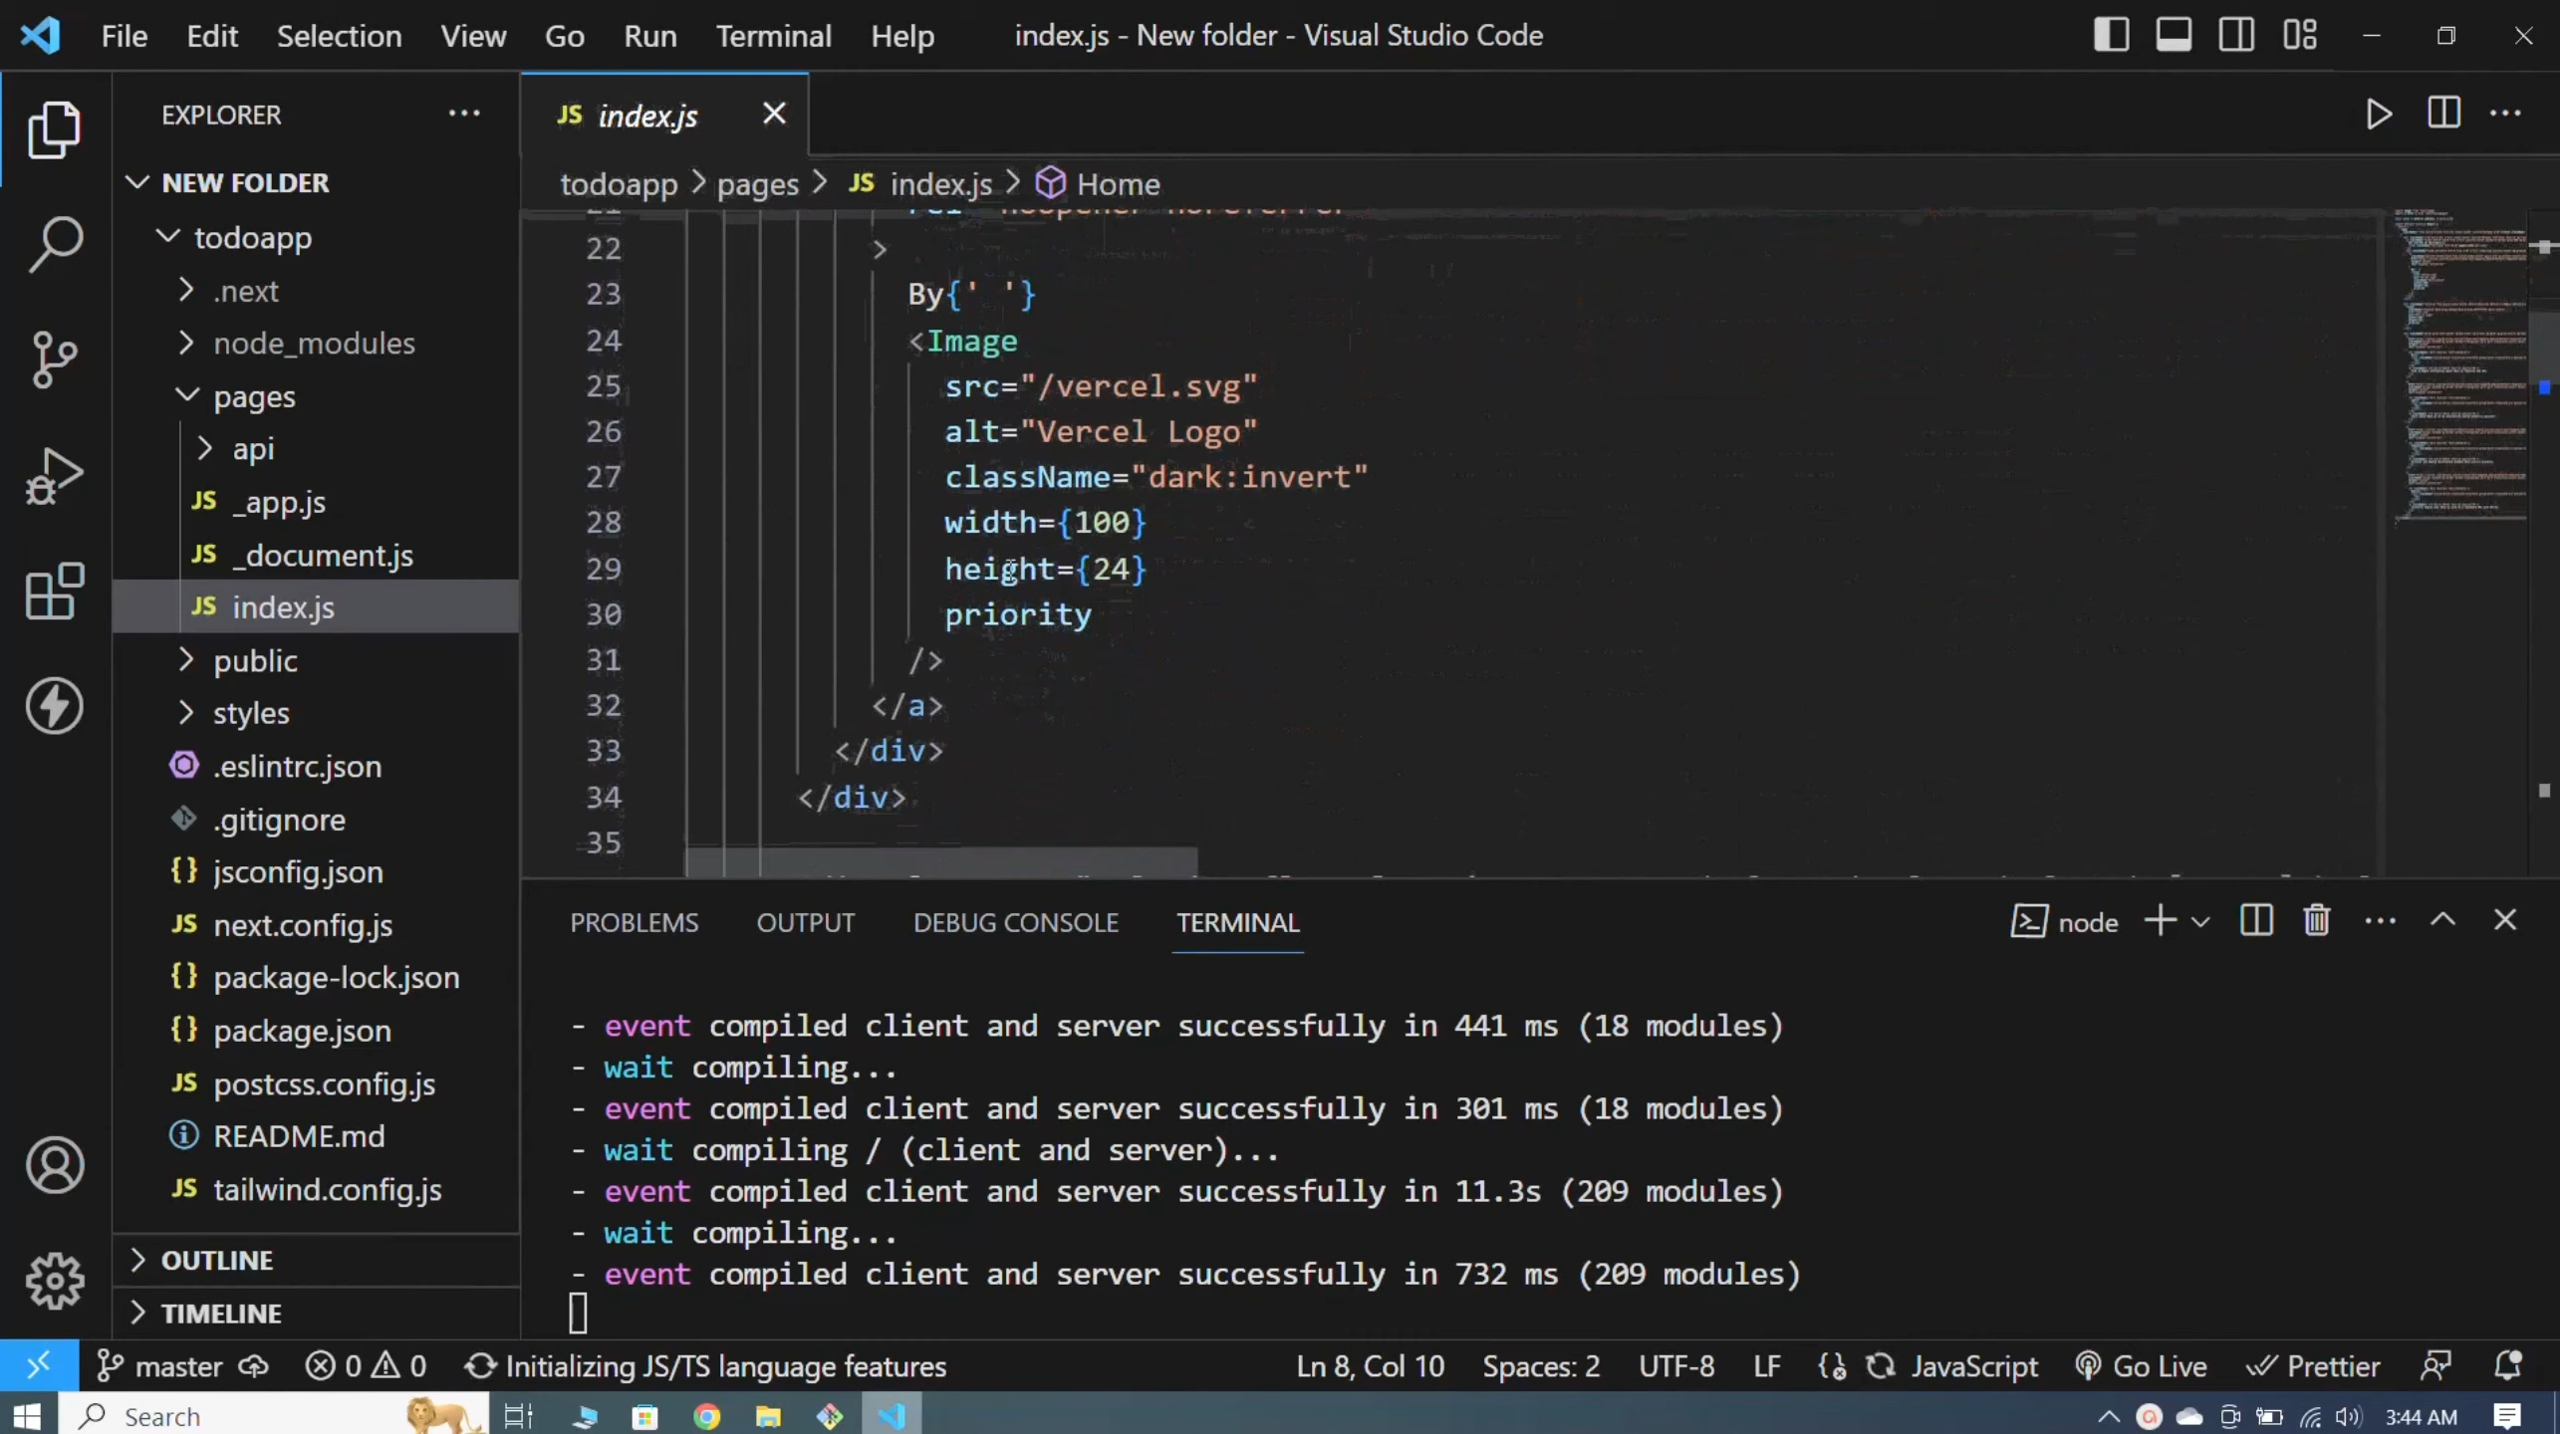 File Edit Selection View Go Run Terminal Help index.js - New folder - Visual Studio Code
EXPLORER
NEW FOLDER
todoapp
.next
node_modules
pages
api
_app.js
_document.js
index.js
public
styles
.eslintrc.json
.gitignore
jsconfig.json
next.config.js
package-lock.json
package.json
postcss.config.js
README.md
tailwind.config.js
OUTLINE
TIMELINE
JS index.js
todoapp > pages > JS index.js > Home
22 >
23 By{' '}
24 <Image
25 src="/vercel.svg"
26 alt="Vercel Logo"
27 className="dark:invert"
28 width={100}
29 height={24}
30 priority
31 />
32 </a>
33 </div>
34 </div>
35
PROBLEMS OUTPUT DEBUG CONSOLE TERMINAL node
- event compiled client and server successfully in 441 ms (18 modules)
- wait compiling...
- event compiled client and server successfully in 301 ms (18 modules)
- wait compiling / (client and server)...
- event compiled client and server successfully in 11.3s (209 modules)
- wait compiling...
- event compiled client and server successfully in 732 ms (209 modules)
master 0 0 Initializing JS/TS language features Ln 8, Col 10 Spaces: 2 UTF-8 LF JavaScript Go Live Prettier
Search 3:44 AM